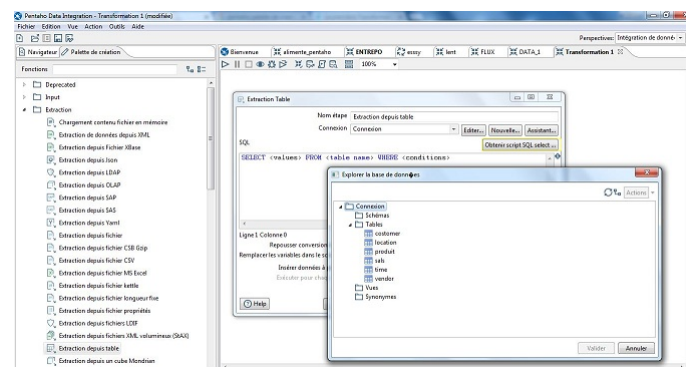 Pentaho Data Integration - Transformation 1 (modifiée)
Fichier Edition Vue Action Outils Aide
Perspectives: Intégration de donné
Navigateur Palette de création
Bienvenue alimente_pentaho ENTREPO essy lent FLUX DATA_1 Transformation 1
Fonctions
100%
Deprecated
Input
Extraction
Chargement contenu fichier en mémoire
Extraction de données depuis XML
Extraction depuis Fichier XBase
Extraction depuis Json
Extraction depuis LDAP
Extraction depuis OLAP
Extraction depuis SAP
Extraction depuis SAS
Extraction depuis Yaml
Extraction depuis fichier
Extraction depuis fichier CSB Gzip
Extraction depuis fichier CSV
Extraction depuis fichier MS Excel
Extraction depuis fichier kettle
Extraction depuis fichier longueur fixe
Extraction depuis fichier propriétés
Extraction depuis fichiers LDIF
Extraction depuis fichiers XML volumineux (StAX)
Extraction depuis table
Extraction depuis un cube Mondrian
Extraction Table
Nom étape Extraction depuis table
Connexion Connexion Editer... Nouvelle... Assistant...
SQL Obtenir script SQL select ...
SELECT <values> FROM <table name> WHERE <conditions>
Ligne 1 Colonne 0
Repousser conversion
Remplacer les variables dans le sc
Insérer données à
Exécuter pour cha
Help
Explorer la base de donn�es
Actions
Connexion
Schémas
Tables
costomer
location
produit
sals
time
vendor
Vues
Synonymes
Valider Annuler